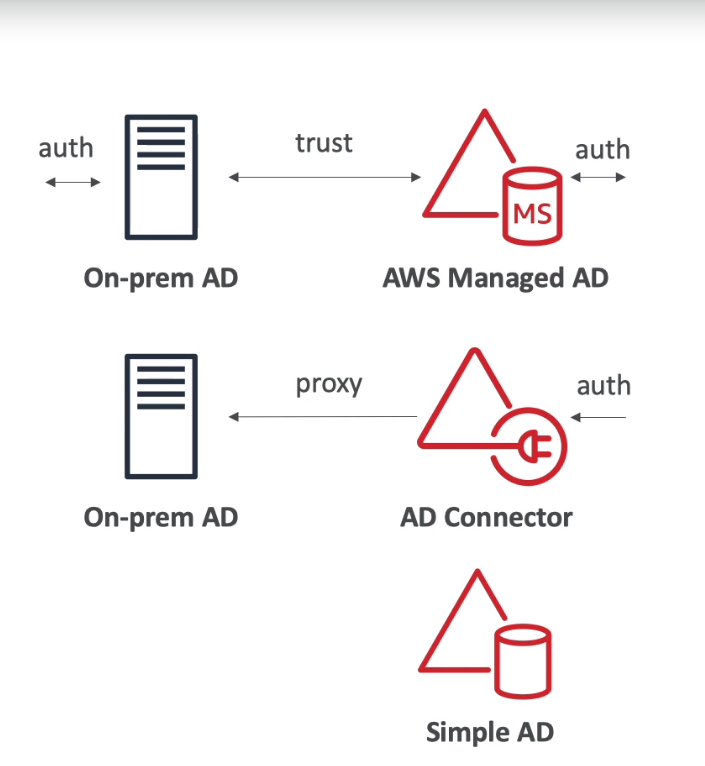 auth
trust
auth
MS
On-prem AD
AWS Managed AD
proxy
auth
On-prem AD
AD Connector
Simple AD